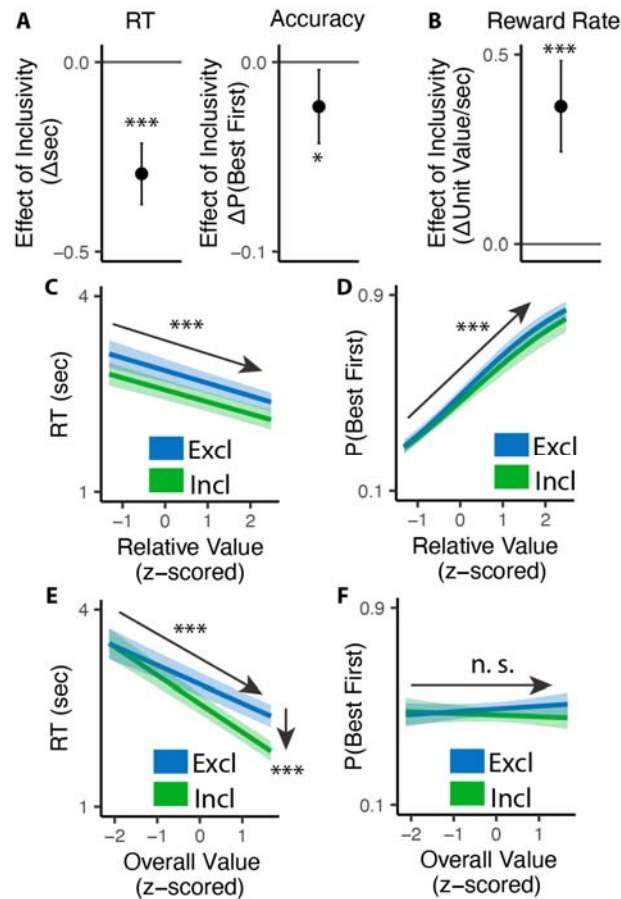 A RT Accuracy
Effect of Inclusivity
(Δsec)
0.0
−0.5
***
Effect of Inclusivity
ΔP(Best First)
0.0
−0.1
*
B Reward Rate
Effect of Inclusivity
(ΔUnit Value/sec)
0.5
0.0
***
C
RT (sec)
4
1
***
Excl
Incl
−1 0 1 2
Relative Value
(z−scored)
D
P(Best First)
0.9
0.1
***
Excl
Incl
−1 0 1 2
Relative Value
(z−scored)
E
RT (sec)
4
1
***
***
Excl
Incl
−2 −1 0 1
Overall Value
(z−scored)
F
P(Best First)
0.9
0.1
n. s.
Excl
Incl
−2 −1 0 1
Overall Value
(z−scored)